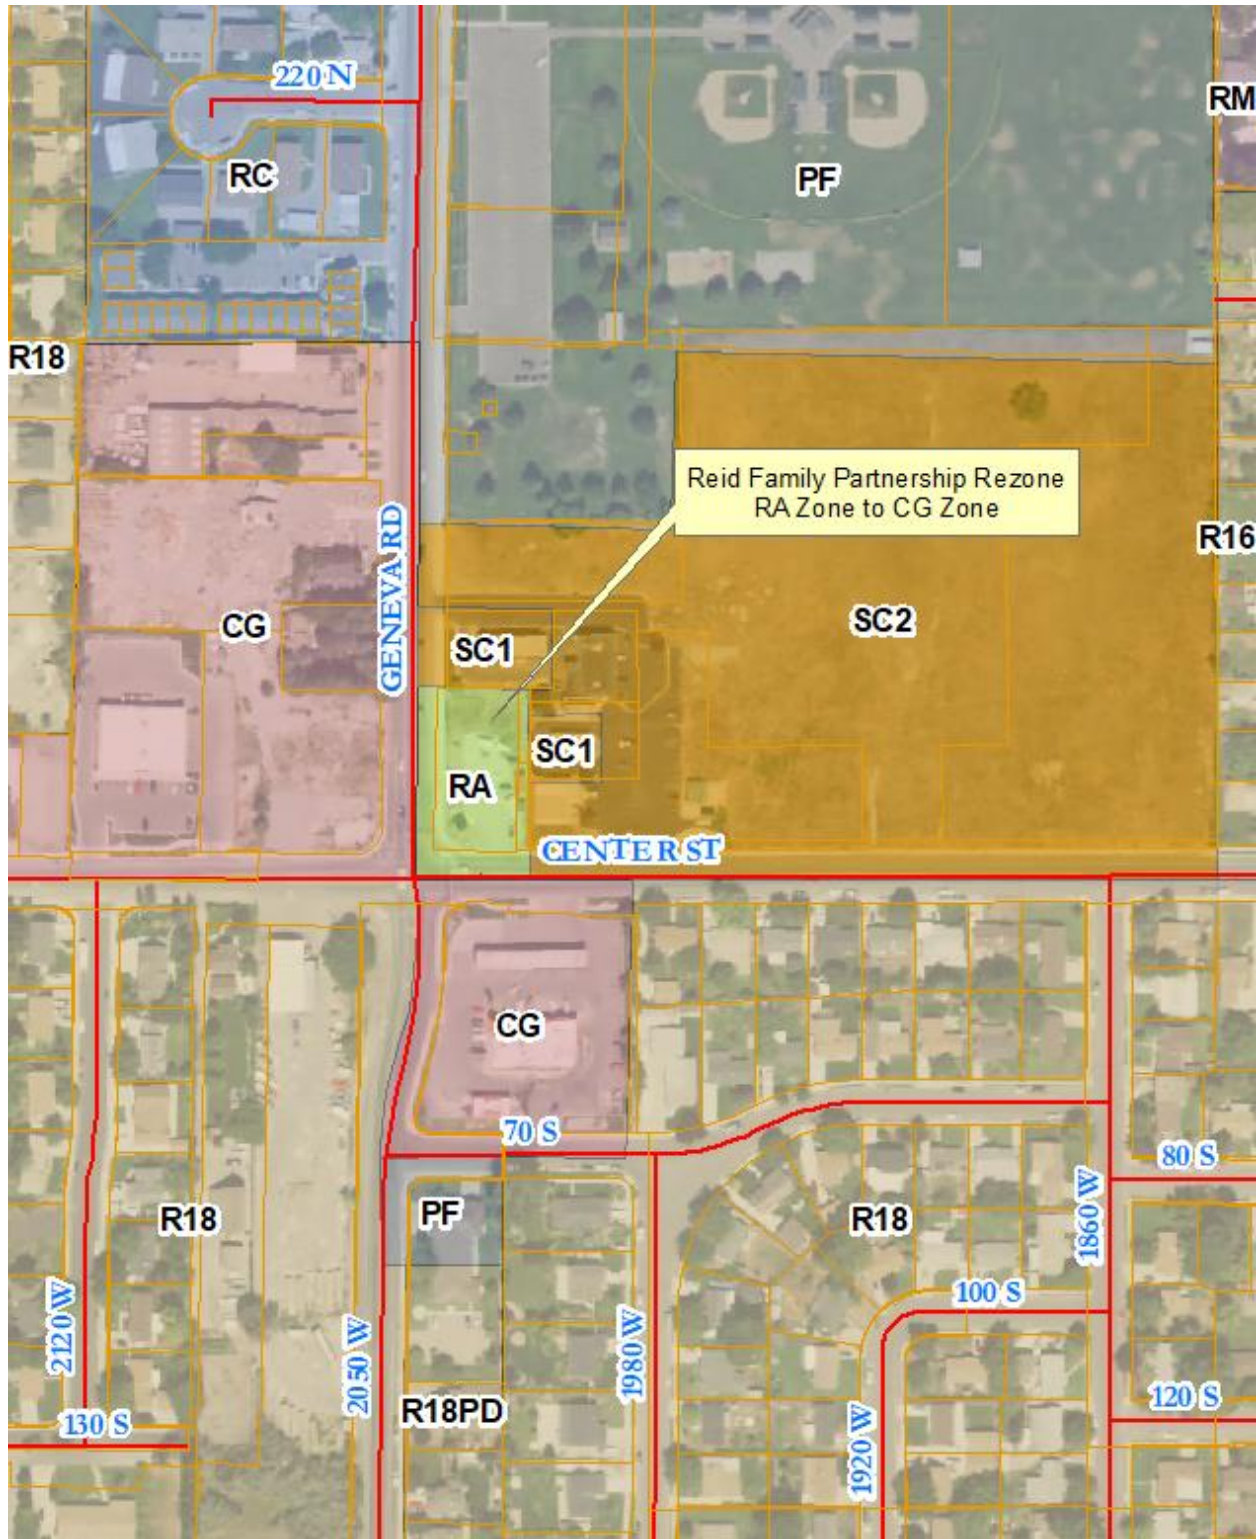 220 N
RM
RC
PF
R18
Reid Family Partnership Rezone
RA Zone to CG Zone
GENEVA RD
R16
CG
SC1
SC2
SC1
RA
CENTER ST
CG
70 S
80 S
PF
R18
R18
1860 W
100 S
2120 W
2050 W
1980 W
R18PD
120 S
130 S
1920 W